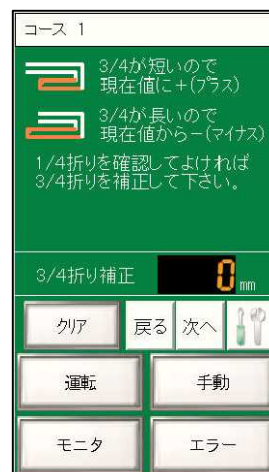 コース 1
3/4が短いので
現在値に+(プラス)
3/4が長いので
現在値から-(マイナス)
1/4折りを確認してよければ
3/4折りを補正して下さい。
3/4折り補正 0 mm
クリア 戻る 次へ
運転 手動
モニタ エラー